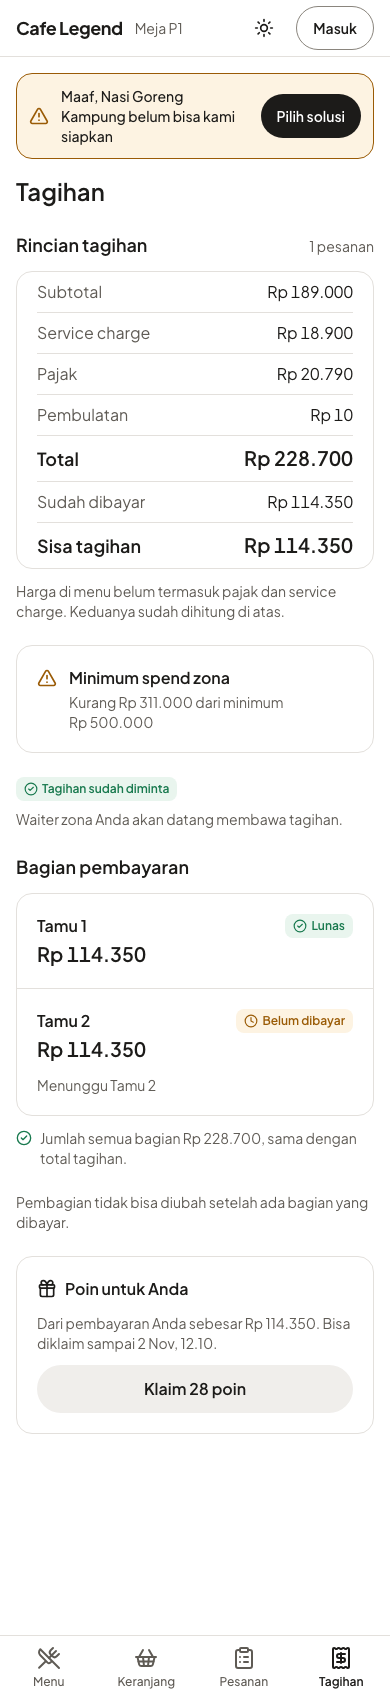 Cafe Legend Meja P1 Masuk
Maaf, Nasi Goreng
Kampung belum bisa kami
siapkan
Pilih solusi
Tagihan
Rincian tagihan 1 pesanan
Subtotal Rp 189.000
Service charge Rp 18.900
Pajak Rp 20.790
Pembulatan Rp 10
Total Rp 228.700
Sudah dibayar Rp 114.350
Sisa tagihan Rp 114.350
Harga di menu belum termasuk pajak dan service
charge. Keduanya sudah dihitung di atas.
Minimum spend zona
Kurang Rp 311.000 dari minimum
Rp 500.000
Tagihan sudah diminta
Waiter zona Anda akan datang membawa tagihan.
Bagian pembayaran
Tamu 1 Lunas
Rp 114.350
Tamu 2 Belum dibayar
Rp 114.350
Menunggu Tamu 2
Jumlah semua bagian Rp 228.700, sama dengan
total tagihan.
Pembagian tidak bisa diubah setelah ada bagian yang
dibayar.
Poin untuk Anda
Dari pembayaran Anda sebesar Rp 114.350. Bisa
diklaim sampai 2 Nov, 12.10.
Klaim 28 poin
Menu Keranjang Pesanan Tagihan